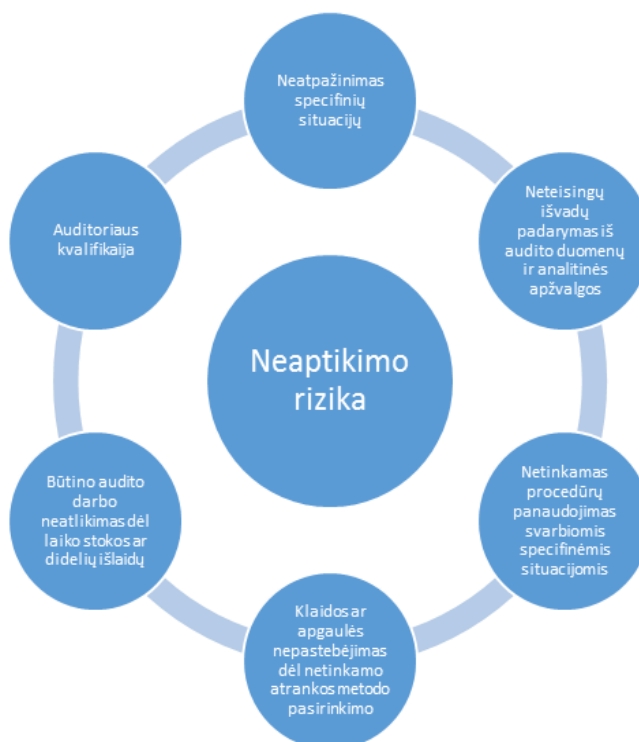 Neatpažinimas
specifinių
situacijų
Neteisingų
išvadų
padarymas iš
audito duomenų
ir analitinės
apžvalgos
Netinkamas
procedūrų
panaudojimas
svarbiomis
specifinėmis
situacijomis
Klaidos ar
apgaulės
nepastebėjimas
dėl netinkamo
atrankos metodo
pasirinkimo
Būtino audito
darbo
neatlikimas dėl
laiko stokos ar
didelių išlaidų
Auditoriaus
kvalifikaija
Neaptikimo
rizika